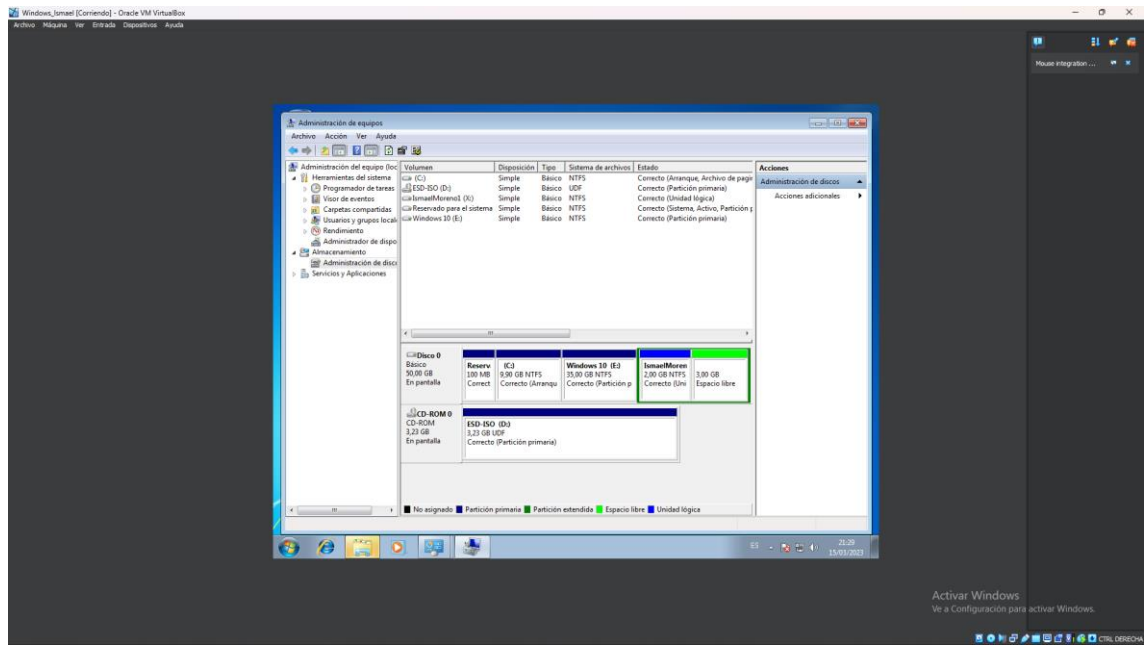 Windows_Ismael [Corriendo] - Oracle VM VirtualBox
Archivo Máquina Ver Entrada Dispositivos Ayuda
Mouse integration ...
Administración de equipos
Archivo Acción Ver Ayuda
Administración del equipo (loc
Herramientas del sistema
Programador de tareas
Visor de eventos
Carpetas compartidas
Usuarios y grupos locale
Rendimiento
Administrador de dispo
Almacenamiento
Administración de disco
Servicios y Aplicaciones
Volumen Disposición Tipo Sistema de archivos Estado
(C:) Simple Básico NTFS Correcto (Arranque, Archivo de pagin
ESD-ISO (D:) Simple Básico UDF Correcto (Partición primaria)
IsmaelMoreno1 (X:) Simple Básico NTFS Correcto (Unidad lógica)
Reservado para el sistema Simple Básico NTFS Correcto (Sistema, Activo, Partición p
Windows 10 (E:) Simple Básico NTFS Correcto (Partición primaria)
Acciones
Administración de discos
Acciones adicionales
Disco 0
Básico
50,00 GB
En pantalla
Reserv
100 MB
Correct
(C:)
9,90 GB NTFS
Correcto (Arranqu
Windows 10 (E:)
35,00 GB NTFS
Correcto (Partición p
IsmaelMoren
2,00 GB NTFS
Correcto (Uni
3,00 GB
Espacio libre
CD-ROM 0
CD-ROM
3,23 GB
En pantalla
ESD-ISO (D:)
3,23 GB UDF
Correcto (Partición primaria)
No asignado Partición primaria Partición extendida Espacio libre Unidad lógica
ES
21:29
15/03/2023
Activar Windows
Ve a Configuración para activar Windows.
CTRL DERECHA